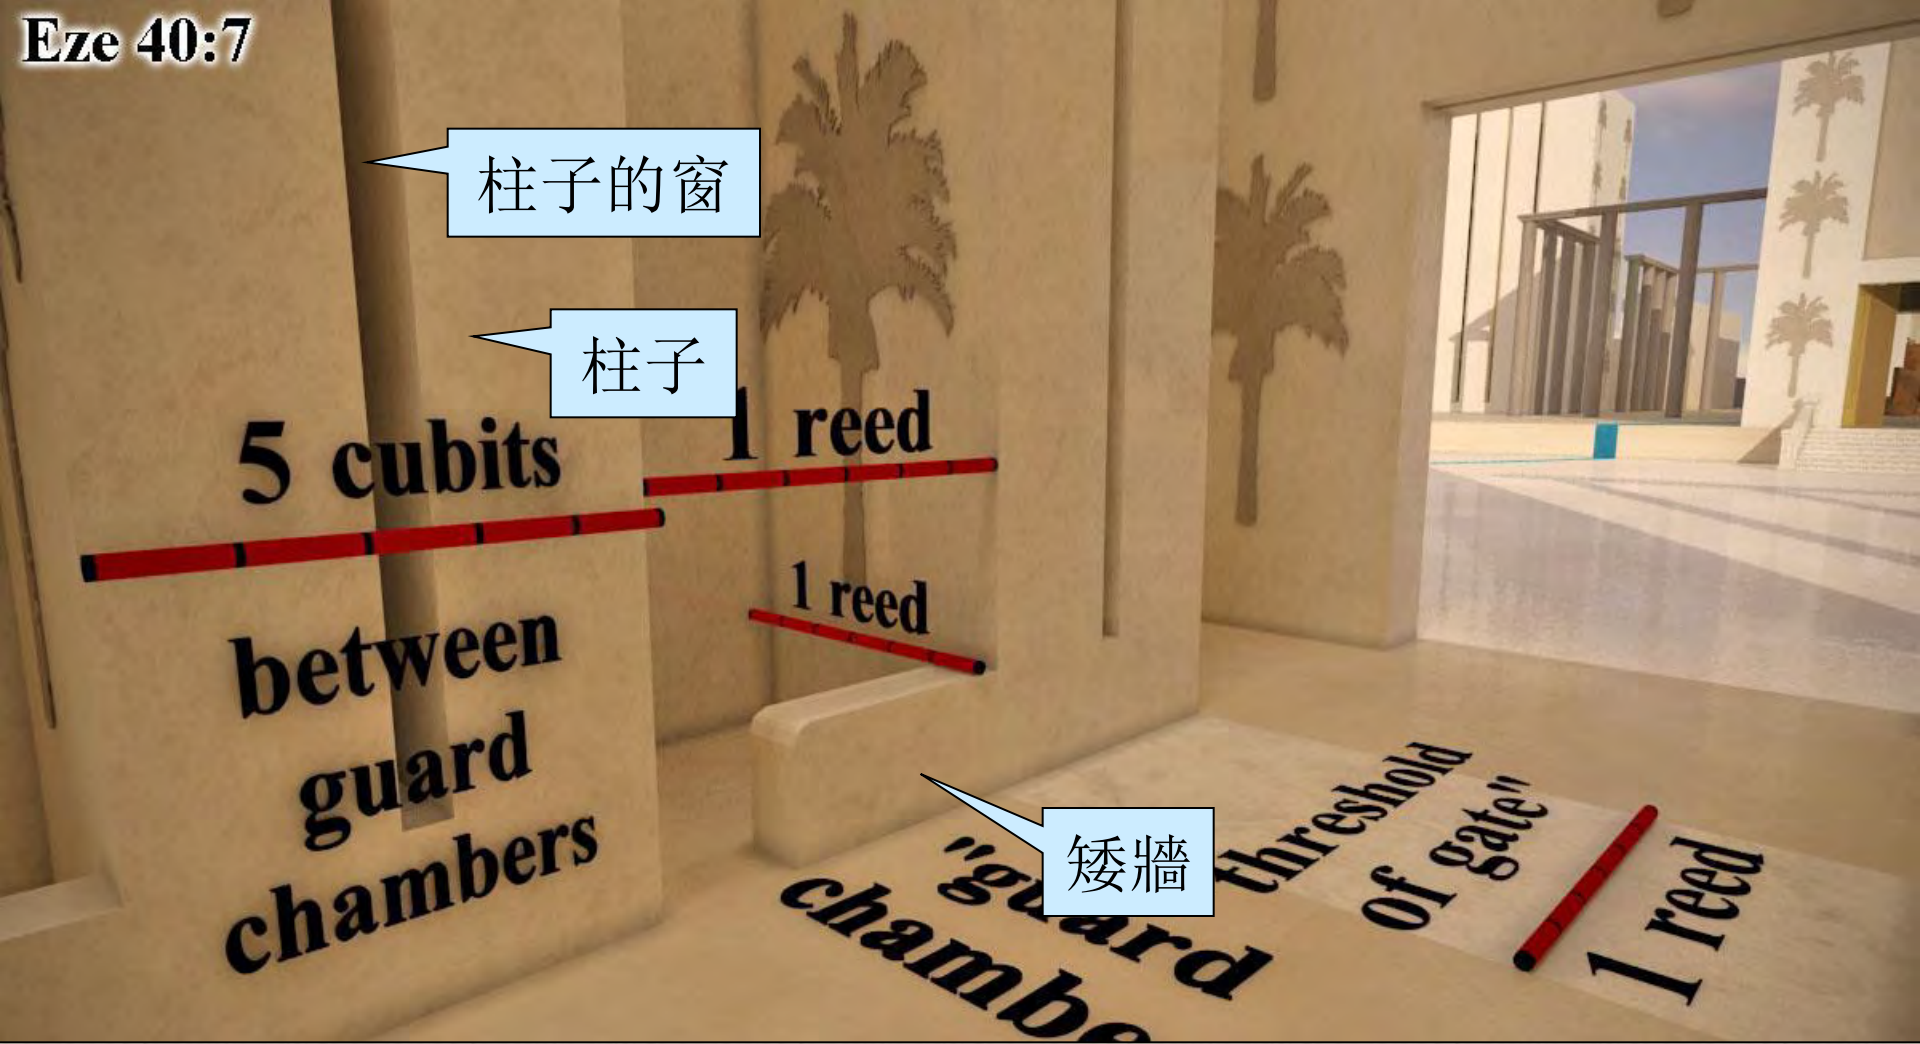 Eze 40:7
柱子的窗
柱子
5 cubits
1 reed
between
guard
chambers
1 reed
矮牆
threshold
of gate"
1 reed
"guard